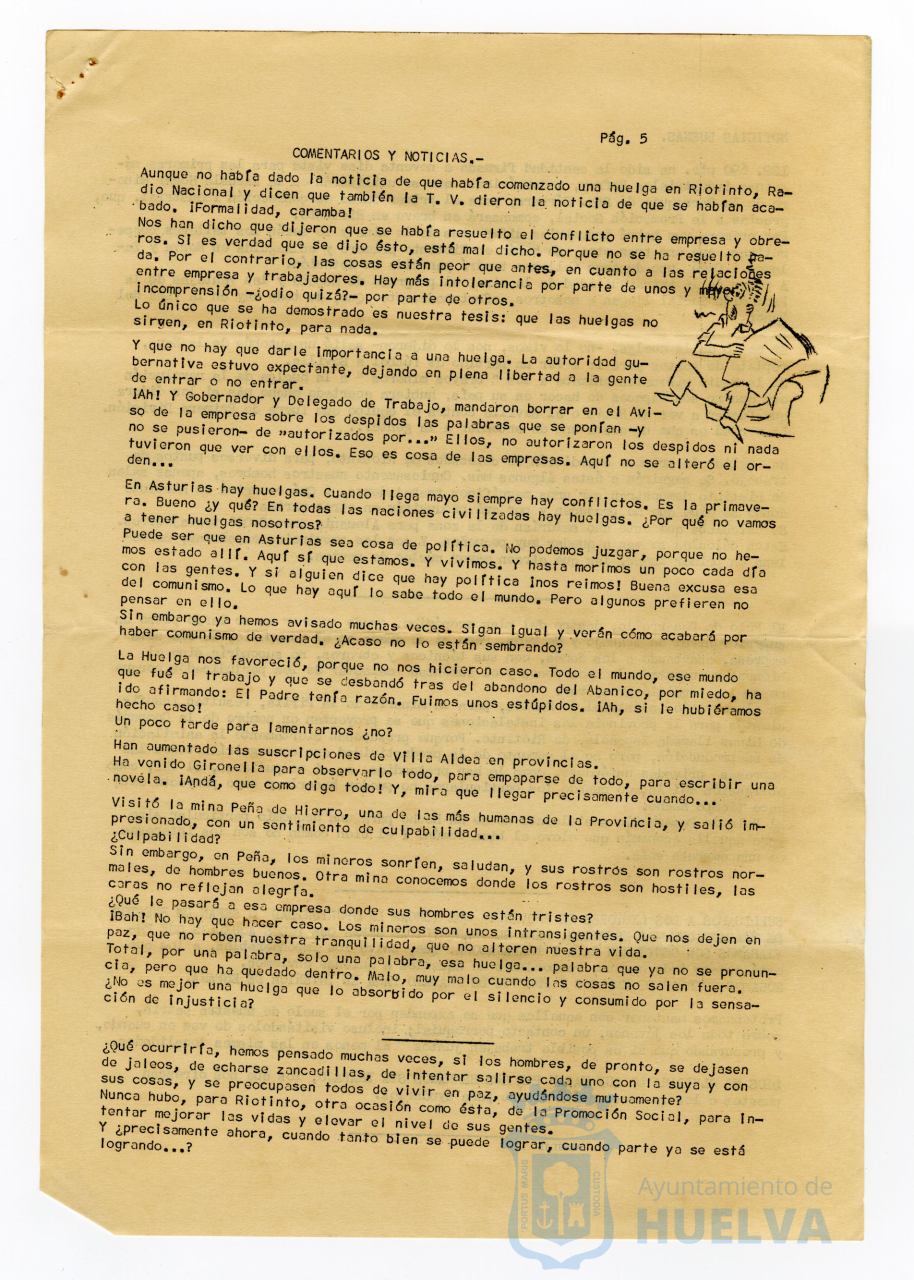 Pág. 5
COMENTARIOS Y NOTICIAS.-
Aunque no había dado la noticia de que había comenzado una huelga en Riotinto, Ra-
dio Nacional y dicen que también la T. V. dieron la noticia de que se habían aca-
bado. ¡Formalidad, caramba!
Nos han dicho que dijeron que se había resuelto el conflicto entre empresa y obre-
ros. Si es verdad que se dijo ésto, está mal dicho. Porque no se ha resuelto na-
da. Por el contrario, las cosas están peor que antes, en cuanto a las relaciones
entre empresa y trabajadores. Hay más intolerancia por parte de unos y mayor
incomprensión -¿odio quizá?- por parte de otros.
Lo único que se ha demostrado es nuestra tesis: que las huelgas no
sirven, en Riotinto, para nada.
Y que no hay que darle importancia a una huelga. La autoridad gu-
bernativa estuvo expectante, dejando en plena libertad a la gente
de entrar o no entrar.
¡Ah! Y Gobernador y Delegado de Trabajo, mandaron borrar en el Avi-
so de la empresa sobre los despidos las palabras que se ponían -y
no se pusieron- de "autorizados por..." Ellos, no autorizaron los despidos ni nada
tuvieron que ver con ellos. Eso es cosa de las empresas. Aquí no se alteró el or-
den...
En Asturias hay huelgas. Cuando llega mayo siempre hay conflictos. Es la primave-
ra. Bueno ¿y qué? En todas las naciones civilizadas hay huelgas. ¿Por qué no vamos
a tener huelgas nosotros?
Puede ser que en Asturias sea cosa de política. No podemos juzgar, porque no he-
mos estado allí. Aquí sí que estamos. Y vivimos. Y hasta morimos un poco cada día
con las gentes. Y si alguien dice que hay política ¡nos reimos! Buena excusa esa
del comunismo. Lo que hay aquí lo sabe todo el mundo. Pero algunos prefieren no
pensar en ello.
Sin embargo ya hemos avisado muchas veces. Sigan igual y verán cómo acabará por
haber comunismo de verdad. ¿Acaso no lo están sembrando?
La Huelga nos favoreció, porque no nos hicieron caso. Todo el mundo, ese mundo
que fué al trabajo y que se desbandó tras del abandono del Abanico, por miedo, ha
ido afirmando: El Padre tenía razón. Fuimos unos estúpidos. ¡Ah, si le hubiéramos
hecho caso!
Un poco tarde para lamentarnos ¿no?
Han aumentado las suscripciones de Villa Aldea en provincias.
Ha venido Gironella para observarlo todo, para empaparse de todo, para escribir una
novela. ¡Andá, que como diga todo! Y, mira que llegar precisamente cuando...
Visitó la mina Peña de Hierro, una de las más humanas de la Provincia, y salió im-
presionado, con un sentimiento de culpabilidad...
¿Culpabilidad?
Sin embargo, en Peña, los mineros sonríen, saludan, y sus rostros son rostros nor-
males, de hombres buenos. Otra mina conocemos donde los rostros son hostiles, las
caras no reflejan alegría.
¿Qué le pasará a esa empresa donde sus hombres están tristes?
¡Bah! No hay que hacer caso. Los mineros son unos intransigentes. Que nos dejen en
paz, que no roben nuestra tranquilidad, que no alteren nuestra vida.
Total, por una palabra, solo una palabra, esa huelga... palabra que ya no se pronun-
cia, pero que ha quedado dentro. Malo, muy malo cuando las cosas no salen fuera.
¿No es mejor una huelga que lo absorbido por el silencio y consumido por la sensa-
ción de injusticia?
¿Qué ocurriría, hemos pensado muchas veces, si los hombres, de pronto, se dejasen
de jaleos, de echarse zancadillas, de intentar salirse cada uno con la suya y con
sus cosas, y se preocupasen todos de vivir en paz, ayudándose mutuamente?
Nunca hubo, para Riotinto, otra ocasión como ésta, de la Promoción Social, para in-
tentar mejorar las vidas y elevar el nivel de sus gentes.
Y ¿precisamente ahora, cuando tanto bien se puede lograr, cuando parte ya se está
logrando...?
PORTUS MARIS CUSTODIA
Ayuntamiento de
HUELVA